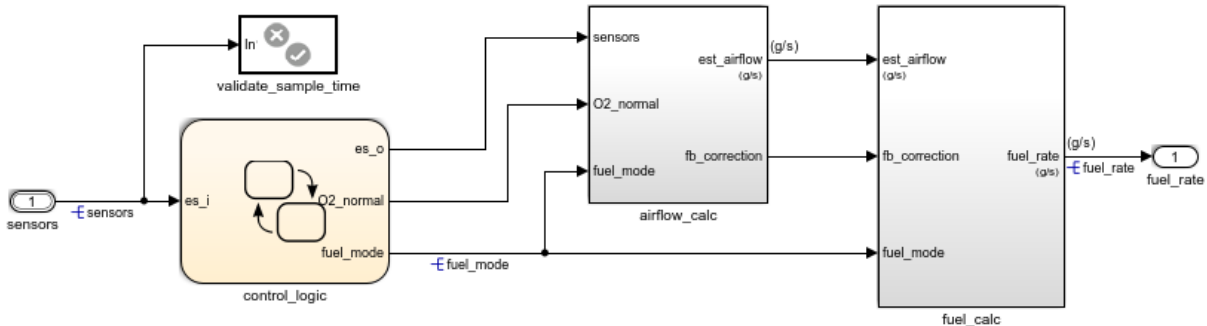 In
validate_sample_time
1
sensors
sensors
es_i
es_o
O2_normal
fuel_mode
control_logic
fuel_mode
sensors
O2_normal
fuel_mode
est_airflow
(g/s)
fb_correction
airflow_calc
(g/s)
est_airflow
(g/s)
fb_correction
fuel_mode
fuel_rate
(g/s)
fuel_calc
(g/s)
fuel_rate
1
fuel_rate